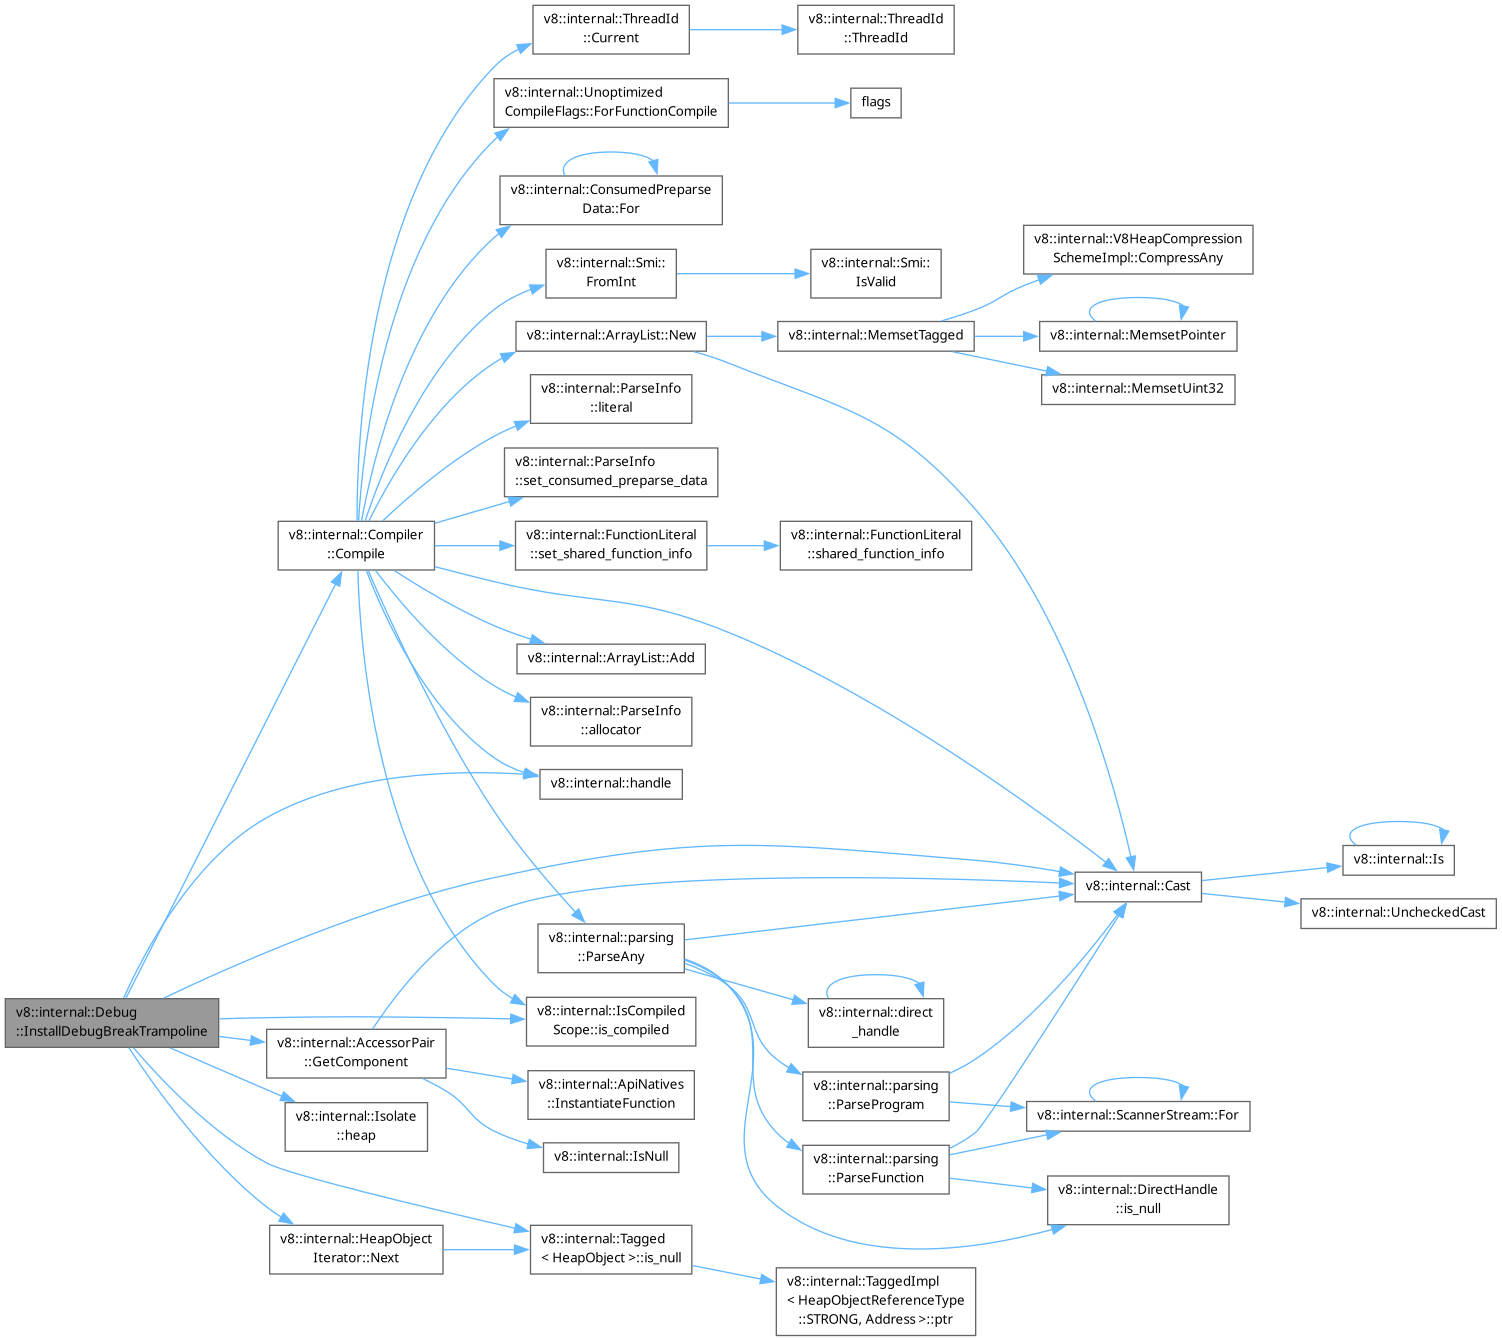 v8::internal::ThreadId
::Current
v8::internal::ThreadId
::ThreadId
v8::internal::Unoptimized
CompileFlags::ForFunctionCompile
flags
v8::internal::ConsumedPreparse
Data::For
v8::internal::V8HeapCompression
SchemeImpl::CompressAny
v8::internal::Smi::
FromInt
v8::internal::Smi::
IsValid
v8::internal::ArrayList::New
v8::internal::MemsetTagged
v8::internal::MemsetPointer
v8::internal::MemsetUint32
v8::internal::ParseInfo
::literal
v8::internal::ParseInfo
::set_consumed_preparse_data
v8::internal::Compiler
::Compile
v8::internal::FunctionLiteral
::set_shared_function_info
v8::internal::FunctionLiteral
::shared_function_info
v8::internal::ArrayList::Add
v8::internal::ParseInfo
::allocator
v8::internal::handle
v8::internal::Is
v8::internal::Cast
v8::internal::UncheckedCast
v8::internal::parsing
::ParseAny
v8::internal::Debug
::InstallDebugBreakTrampoline
v8::internal::IsCompiled
Scope::is_compiled
v8::internal::direct
_handle
v8::internal::AccessorPair
::GetComponent
v8::internal::ApiNatives
::InstantiateFunction
v8::internal::parsing
::ParseProgram
v8::internal::Isolate
::heap
v8::internal::ScannerStream::For
v8::internal::IsNull
v8::internal::parsing
::ParseFunction
v8::internal::DirectHandle
::is_null
v8::internal::HeapObject
Iterator::Next
v8::internal::Tagged
< HeapObject >::is_null
v8::internal::TaggedImpl
< HeapObjectReferenceType
::STRONG, Address >::ptr